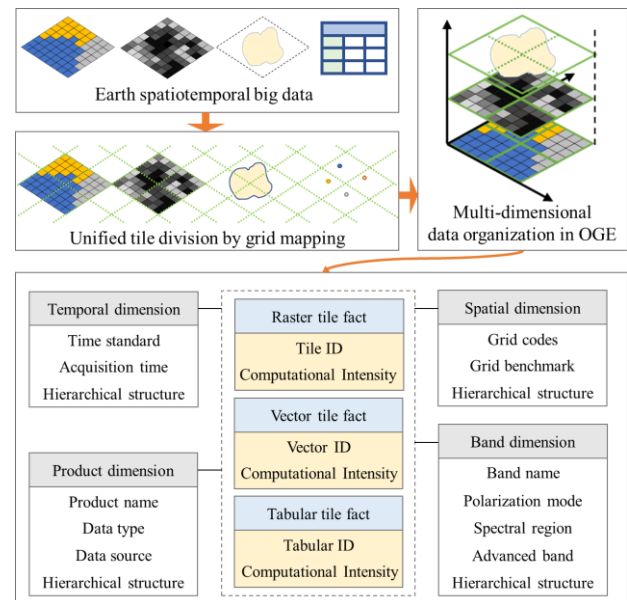 Earth spatiotemporal big data
Unified tile division by grid mapping
Multi-dimensional
data organization in OGE
Temporal dimension
Time standard
Acquisition time
Hierarchical structure
Product dimension
Product name
Data type
Data source
Hierarchical structure
Raster tile fact
Tile ID
Computational Intensity
Vector tile fact
Vector ID
Computational Intensity
Tabular tile fact
Tabular ID
Computational Intensity
Spatial dimension
Grid codes
Grid benchmark
Hierarchical structure
Band dimension
Band name
Polarization mode
Spectral region
Advanced band
Hierarchical structure